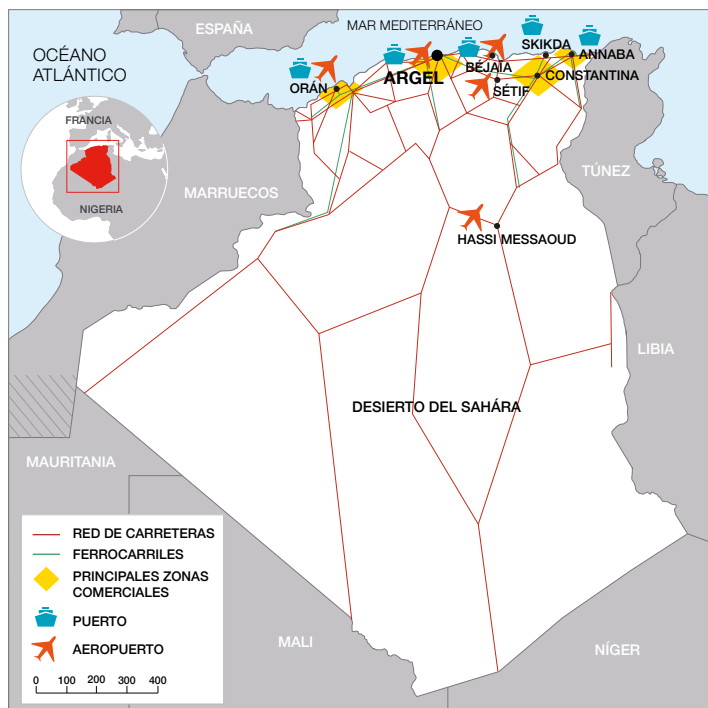 ESPAÑA
MAR MEDITERRÁNEO
OCÉANO
ATLÁNTICO
SKIKDA
ANNABA
BÉJAÏA
ARGEL
ORÁN
CONSTANTINA
SÉTIF
FRANCIA
NIGERIA
TÚNEZ
MARRUECOS
HASSI MESSAOUD
LIBIA
DESIERTO DEL SAHÁRA
MAURITANIA
RED DE CARRETERAS
FERROCARRILES
PRINCIPALES ZONAS
COMERCIALES
PUERTO
AEROPUERTO
0 100 200 300 400
MALI
NÍGER